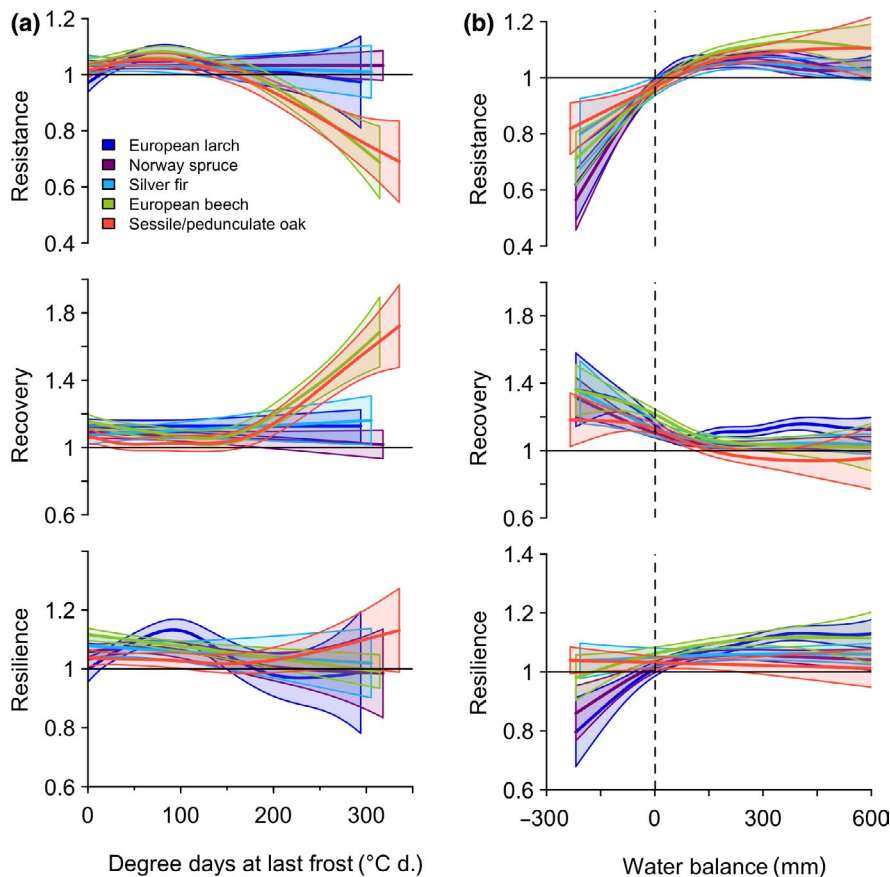 (a)
(b)
1.2
1
0.8
0.6
0.4
Resistance
European larch
Norway spruce
Silver fir
European beech
Sessile/pedunculate oak
1.2
1
0.8
0.6
0.4
Resistance
1.8
1.4
1
0.6
Recovery
1.8
1.4
1
0.6
Recovery
1.2
1
0.8
0.6
Resilience
0
100
200
300
Degree days at last frost (°C d.)
1.4
1.2
1
0.8
0.6
Resilience
−300
0
300
600
Water balance (mm)